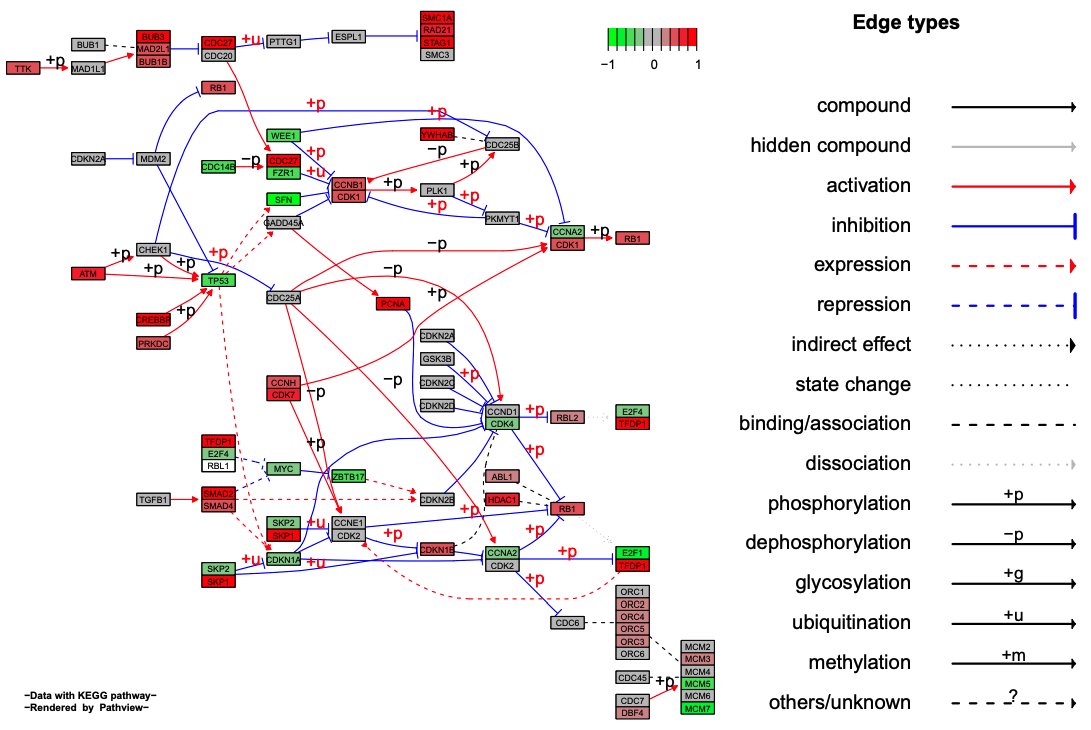 Edge types
−1
0
1
compound
hidden compound
activation
inhibition
expression
repression
indirect effect
state change
binding/association
dissociation
phosphorylation
+p
dephosphorylation
−p
glycosylation
+g
ubiquitination
+u
methylation
+m
others/unknown
?
TTK
+p
BUB1
MAD1L1
BUB3
MAD2L1
BUB1B
CDC27
CDC20
+u
PTTG1
ESPL1
SMC1A
RAD21
STAG1
SMC3
RB1
CDKN2A
MDM2
CDC14B
−p
WEE1
CDC27
FZR1
+p
+u
+p
+p
YWHAB
CDC25B
−p
SFN
GADD45A
CCNB1
CDK1
+p
PLK1
+p
+p
+p
PKMYT1
+p
CCNA2
CDK1
+p
RB1
CHEK1
ATM
+p
+p
+p
+p
TP53
CREBBP
PRKDC
+p
CDC25A
−p
−p
+p
PCNA
CDKN2A
GSK3B
CDKN2C
CDKN2D
+p
−p
CCNH
CDK7
−p
+p
CCND1
CDK4
+p
RBL2
E2F4
TFDP1
+p
TFDP1
E2F4
RBL1
MYC
ZBTB17
TGFB1
SMAD2
SMAD4
CDKN2B
ABL1
HDAC1
RB1
+p
SKP2
SKP1
+u
CCNE1
CDK2
+p
CDKN1B
CCNA2
CDK2
+p
+p
E2F1
TFDP1
SKP2
SKP1
+u
CDKN1A
+u
+p
CDC6
ORC1
ORC2
ORC4
ORC5
ORC3
ORC6
CDC45
CDC7
DBF4
+p
MCM2
MCM3
MCM4
MCM5
MCM6
MCM7
−Data with KEGG pathway−
−Rendered by Pathview−